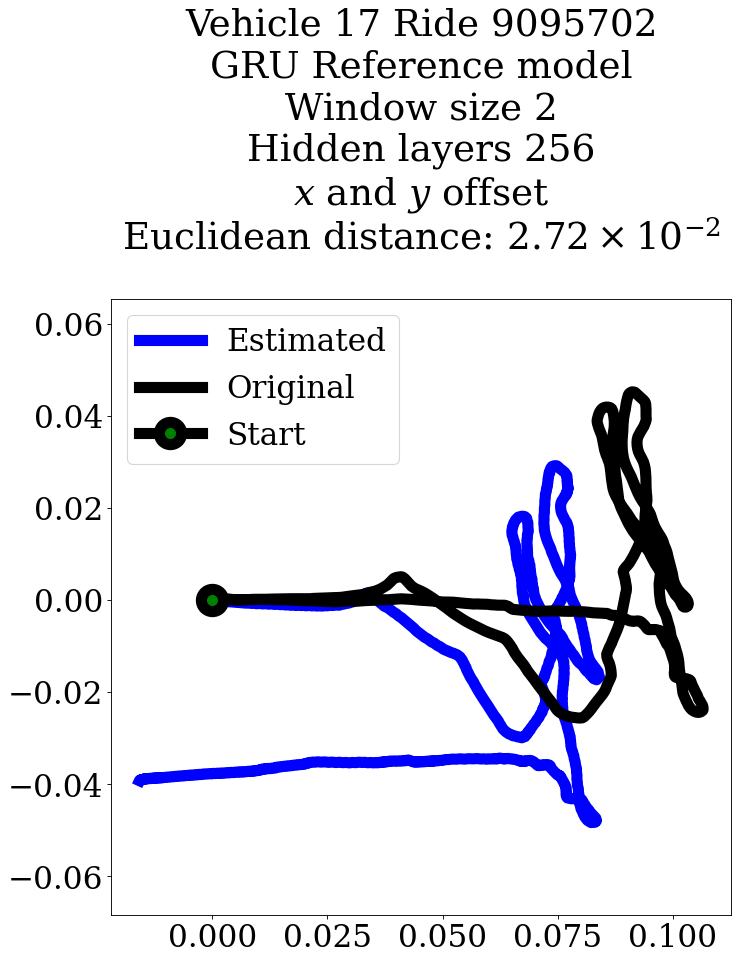 Vehicle 17 Ride 9095702
GRU Reference model
Window size 2
Hidden layers 256
x and y offset
Euclidean distance: 2.72 × 10⁻²
Estimated
Original
Start
0.06
0.04
0.02
0.00
−0.02
−0.04
−0.06
0.000 0.025 0.050 0.075 0.100